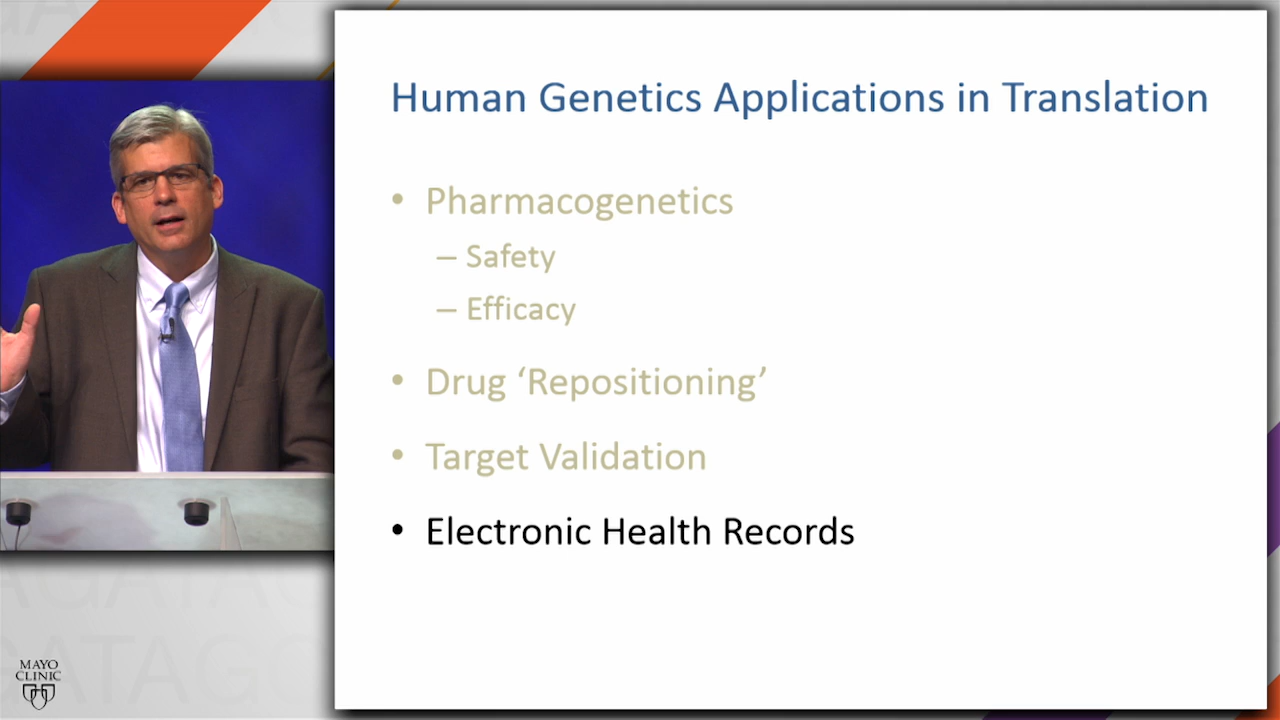 Human Genetics Applications in Translation
• Pharmacogenetics
– Safety
– Efficacy
• Drug ‘Repositioning’
• Target Validation
• Electronic Health Records
MAYO
CLINIC